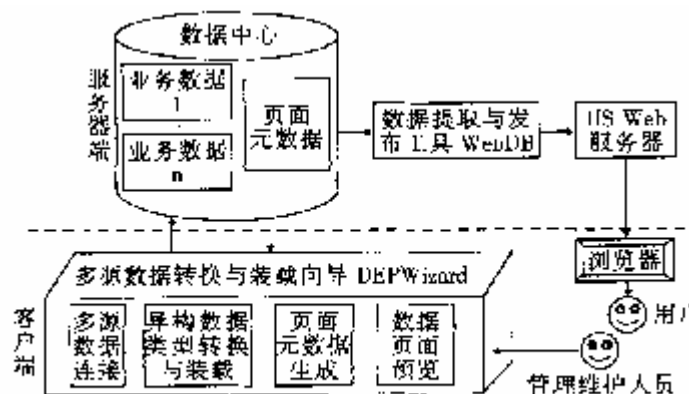 数据中心
服务器端
业务数据
1
业务数据
n
页面
元数据
数据提取与发
布工具 WebDB
IIS Web
服务器
浏览器
用户
多源数据转换与装载向导 DEPWizard
客户端
多源
数据
连接
异构数据
类型转换
与装载
页面
元数据
生成
数据
页面
预览
管理维护人员